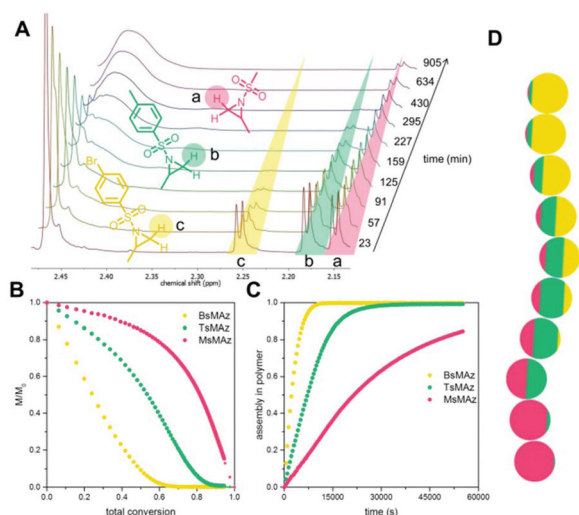 A
D
a
b
c
H
H
N
O
S
O
O
S
O
N
H
H
Br
O
S
O
N
H
H
905
634
430
295
227
159
125
91
57
23
time (min)
2.45 2.40 2.35 2.30 2.25 2.20 2.15
chemical shift (ppm)
c b a
B
M/M0
1.0
0.8
0.6
0.4
0.2
0.0
BsMAz
TsMAz
MsMAz
0.0 0.2 0.4 0.6 0.8 1.0
total conversion
C
assembly in polymer
1.0
0.8
0.6
0.4
0.2
0.0
BsMAz
TsMAz
MsMAz
0 15000 30000 45000 60000
time (s)